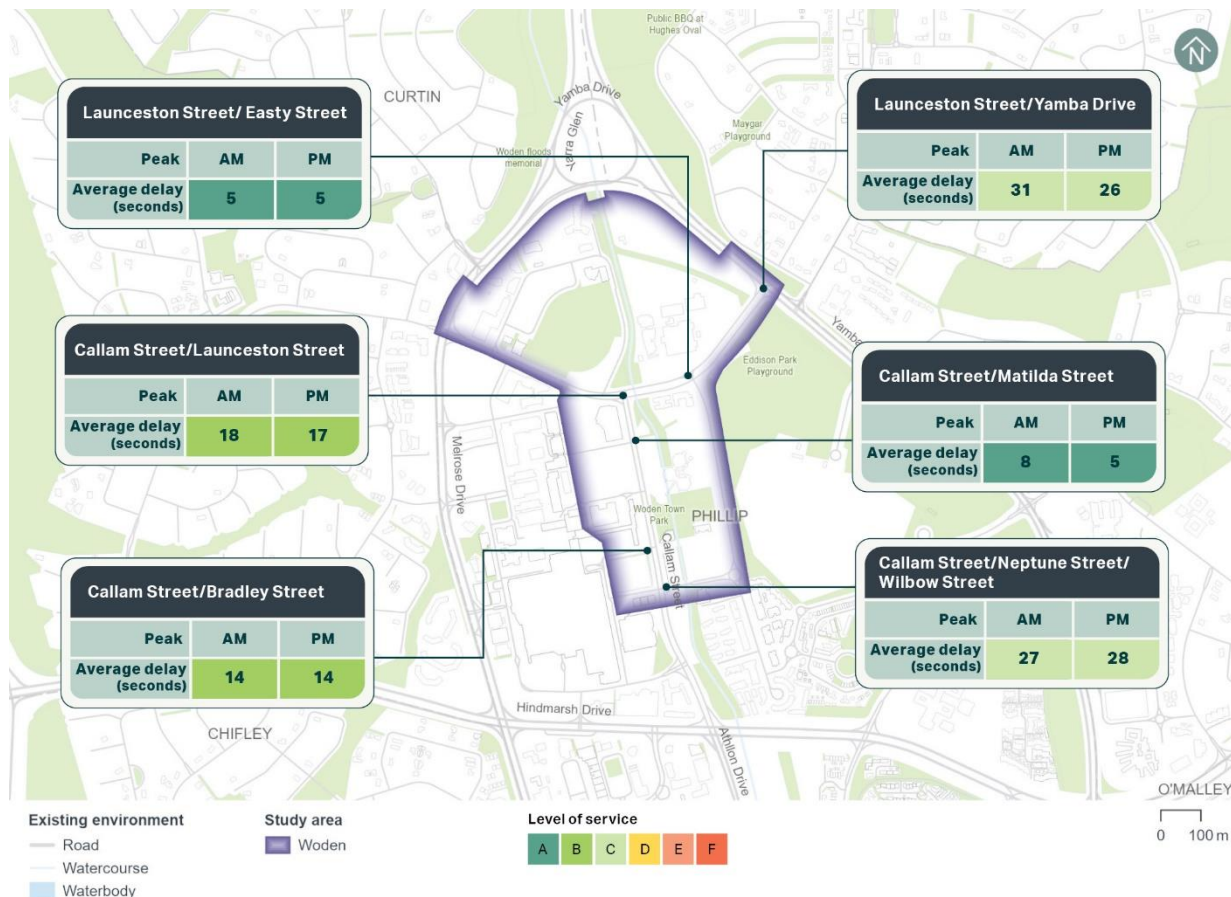 Public BBQ at
Hughes Oval
N
CURTIN
Yamba Drive
Yarra Glen
Maygar
Playground
Woden floods
memorial
Launceston Street/ Easty Street
Peak AM PM
Average delay
(seconds) 5 5
Launceston Street/Yamba Drive
Peak AM PM
Average delay
(seconds) 31 26
Callam Street/Launceston Street
Peak AM PM
Average delay
(seconds) 18 17
Yamba
Eddison Park
Playground
Callam Street/Matilda Street
Peak AM PM
Average delay
(seconds) 8 5
Melrose Drive
Woden Town
Park
PHILLIP
Callam Street
Callam Street/Bradley Street
Peak AM PM
Average delay
(seconds) 14 14
Callam Street/Neptune Street/
Wilbow Street
Peak AM PM
Average delay
(seconds) 27 28
Hindmarsh Drive
CHIFLEY
Athllon Drive
O'MALLEY
Existing environment
Road
Watercourse
Waterbody
Study area
Woden
Level of service
A B C D E F
0 100 m